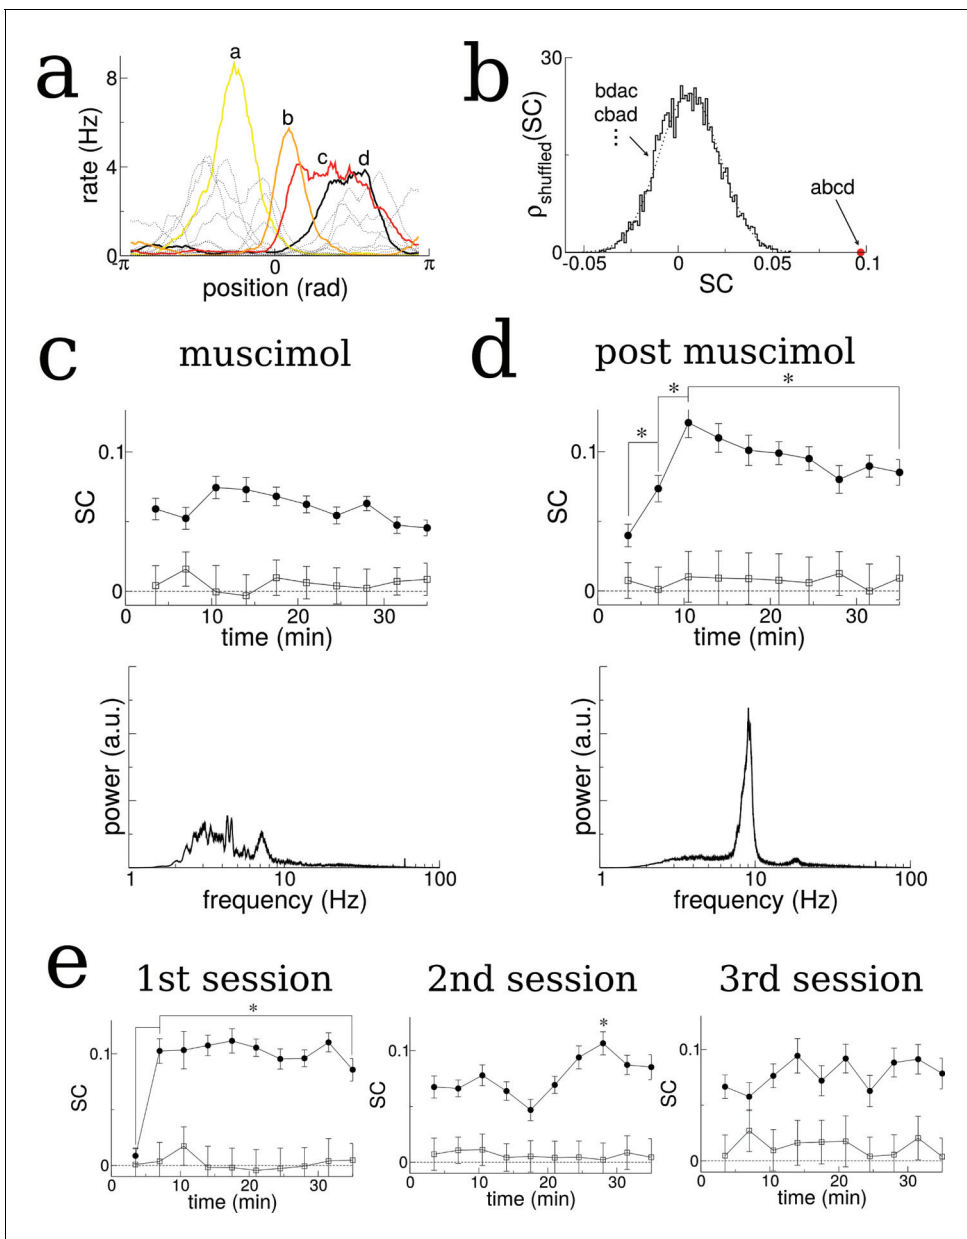 a
a
b
c
d
8
4
0
rate (Hz)
-π
0
π
position (rad)
b
30
0
ρshuffled(SC)
bdac
cbad
⋮
abcd
-0.05
0
0.05
0.1
SC
c
muscimol
0.1
0
SC
0
10
20
30
time (min)
d
post muscimol
*
*
*
0.1
0
SC
0
10
20
30
time (min)
power (a.u.)
1
10
100
frequency (Hz)
power (a.u.)
1
10
100
frequency (Hz)
e
1st session
*
0.1
0
SC
0
10
20
30
time (min)
2nd session
*
0.1
0
SC
0
10
20
30
time (min)
3rd session
0.1
0
SC
0
10
20
30
time (min)